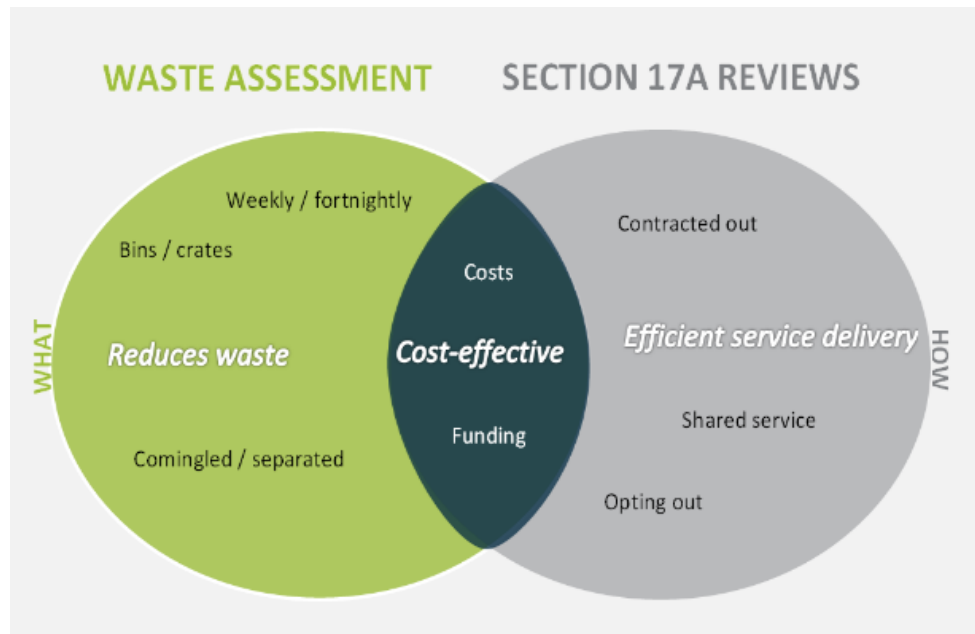 WASTE ASSESSMENT
SECTION 17A REVIEWS
WHAT
Weekly / fortnightly
Bins / crates
Reduces waste
Comingled / separated
Costs
Cost-effective
Funding
Contracted out
Efficient service delivery
Shared service
Opting out
HOW